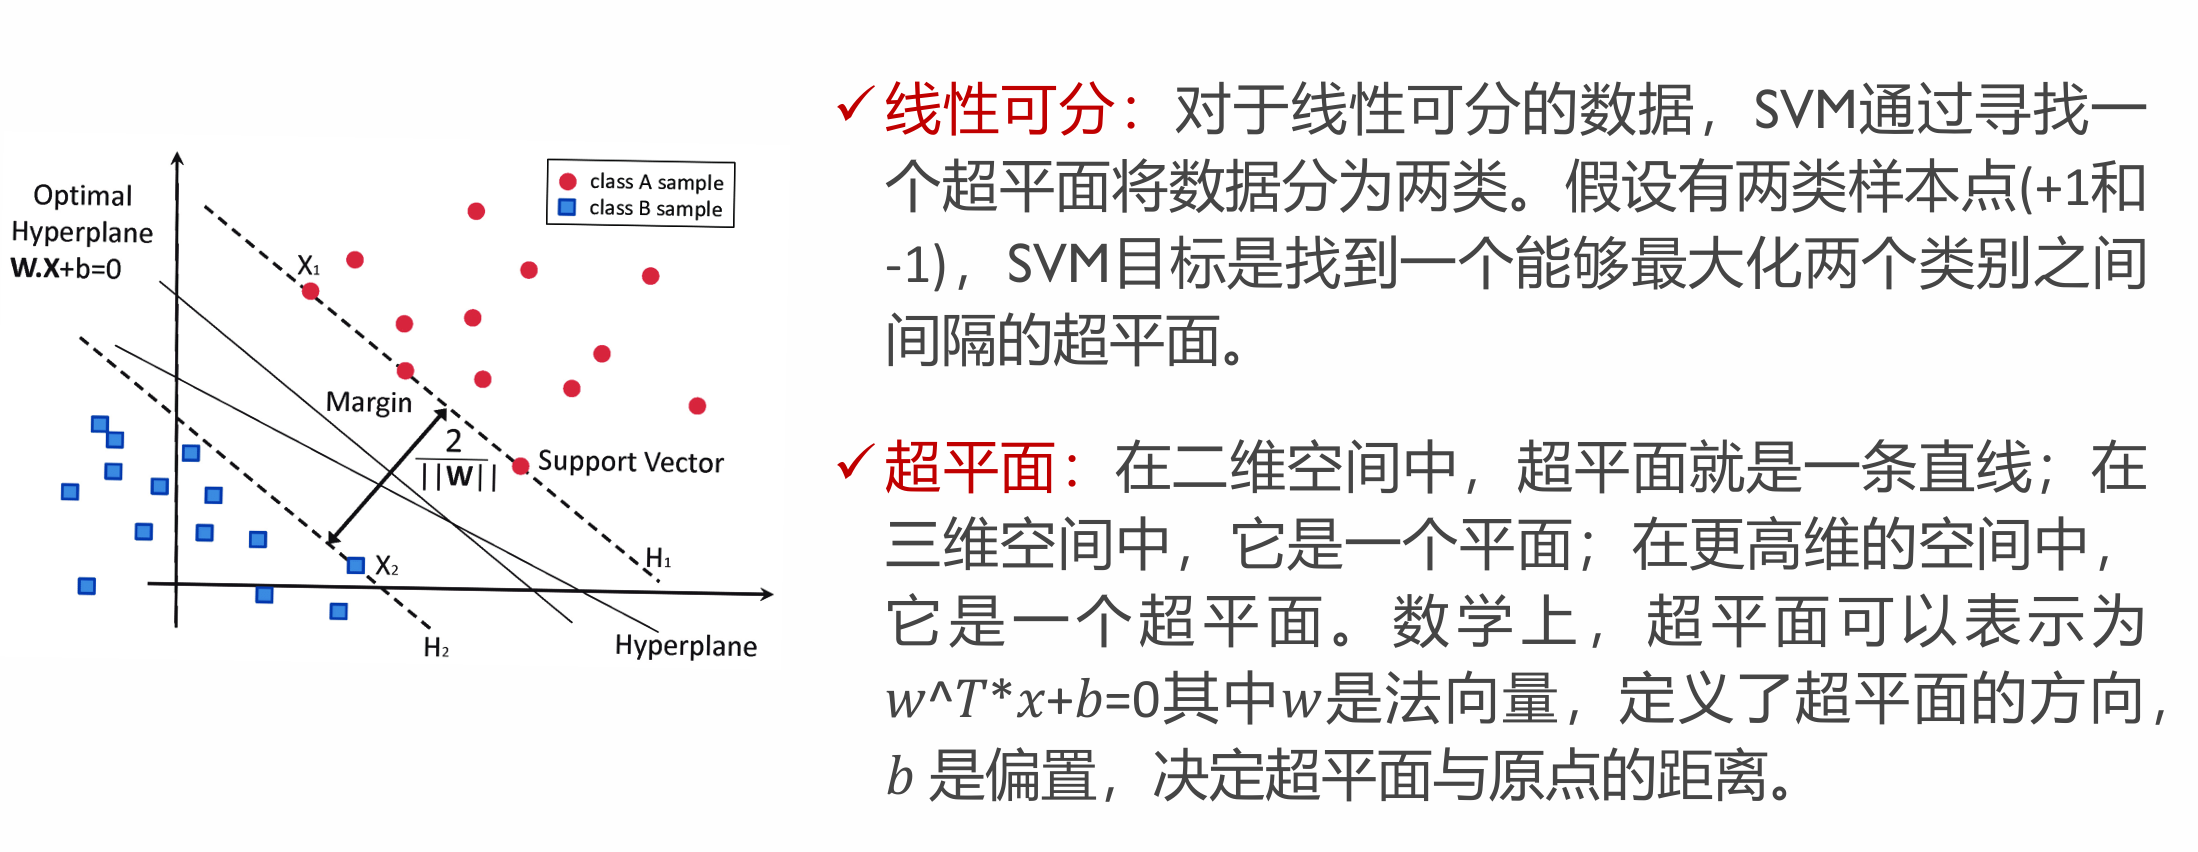 Optimal
Hyperplane
W.X+b=0
class A sample
class B sample
X₁
Margin
2
||W||
Support Vector
X₂
H₁
H₂
Hyperplane
✓线性可分：对于线性可分的数据，SVM通过寻找一
个超平面将数据分为两类。假设有两类样本点(+1和
-1)，SVM目标是找到一个能够最大化两个类别之间
间隔的超平面。
✓超平面：在二维空间中，超平面就是一条直线；在
三维空间中，它是一个平面；在更高维的空间中，
它是一个超平面。数学上，超平面可以表示为
w^T*x+b=0其中w是法向量，定义了超平面的方向，
b 是偏置，决定超平面与原点的距离。